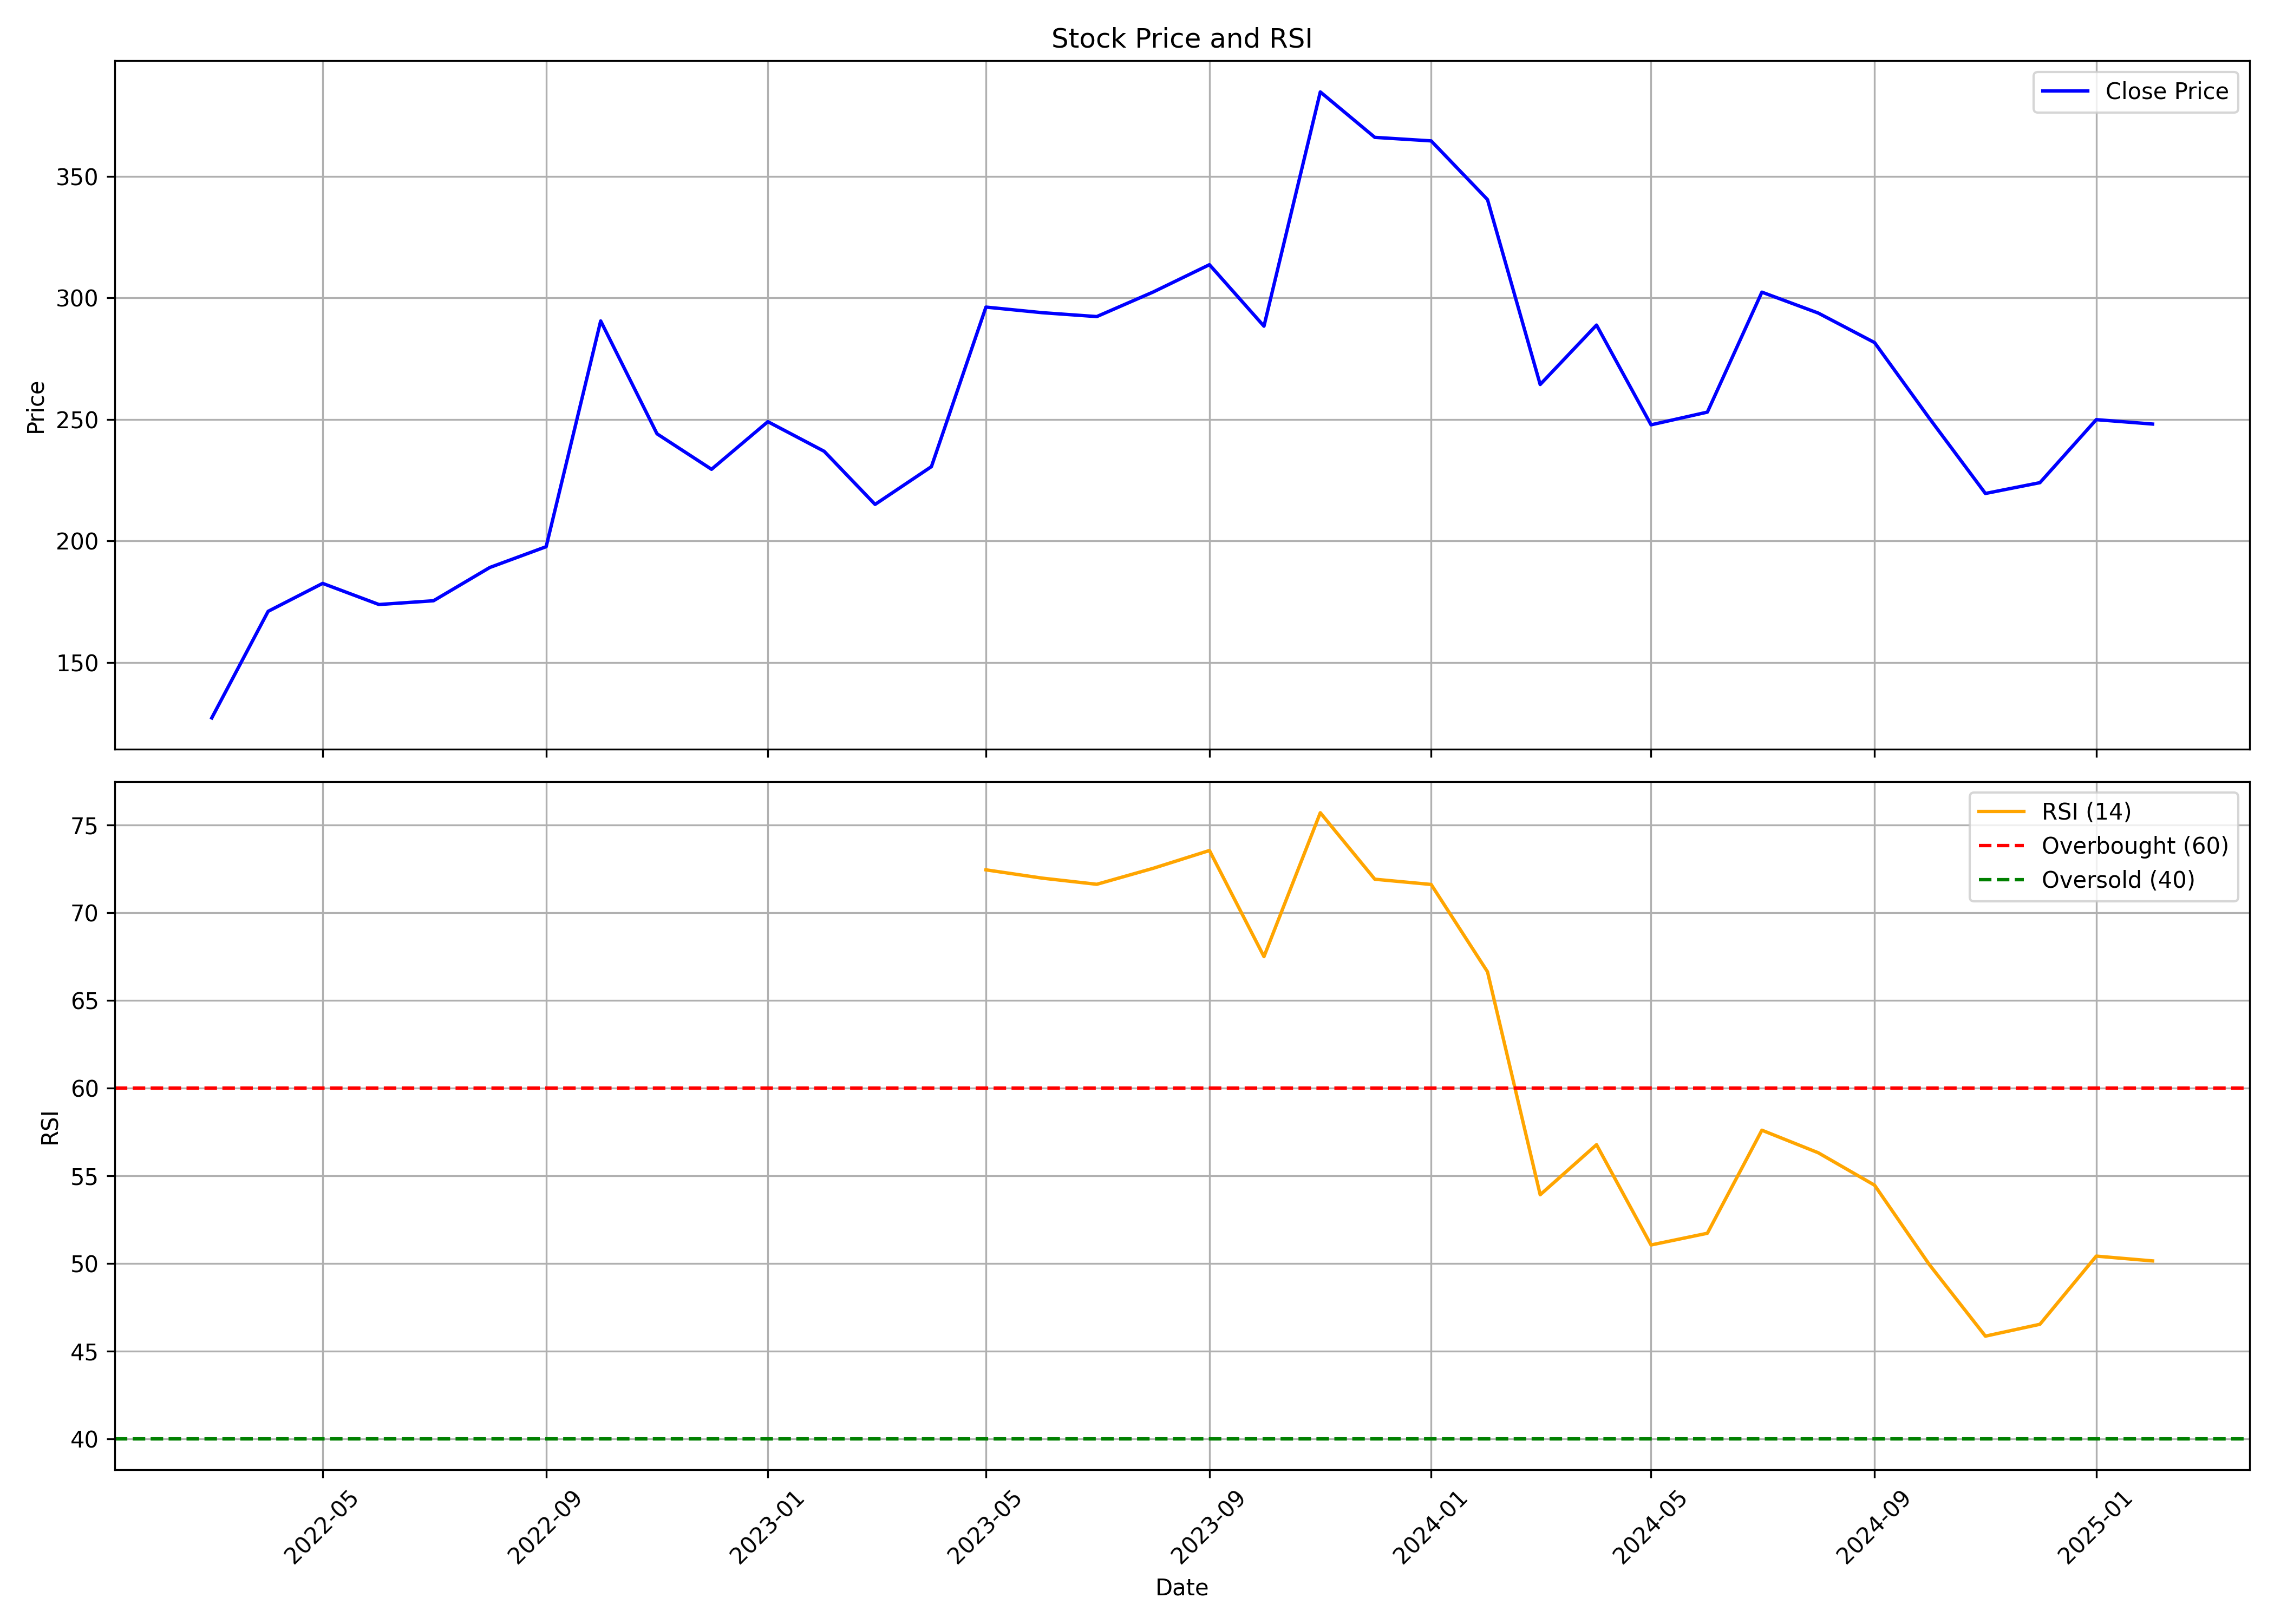 Stock Price and RSI
Close Price
Price
350
300
250
200
150
RSI (14)
Overbought (60)
Oversold (40)
RSI
75
70
65
60
55
50
45
40
2022-05
2022-09
2023-01
2023-05
2023-09
2024-01
2024-05
2024-09
2025-01
Date